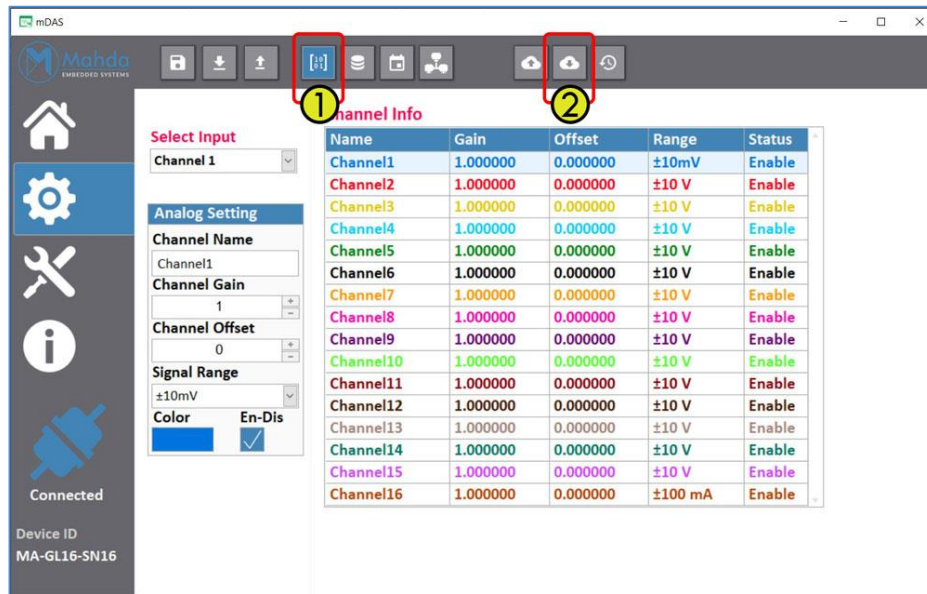 mDAS
Mahda
EMBEDDED SYSTEMS
10
01
1
2
hannel Info
Select Input
Channel 1
Analog Setting
Channel Name
Channel1
Channel Gain
1
Channel Offset
0
Signal Range
±10mV
Color En-Dis
Name Gain Offset Range Status
Channel1 1.000000 0.000000 ±10mV Enable
Channel2 1.000000 0.000000 ±10 V Enable
Channel3 1.000000 0.000000 ±10 V Enable
Channel4 1.000000 0.000000 ±10 V Enable
Channel5 1.000000 0.000000 ±10 V Enable
Channel6 1.000000 0.000000 ±10 V Enable
Channel7 1.000000 0.000000 ±10 V Enable
Channel8 1.000000 0.000000 ±10 V Enable
Channel9 1.000000 0.000000 ±10 V Enable
Channel10 1.000000 0.000000 ±10 V Enable
Channel11 1.000000 0.000000 ±10 V Enable
Channel12 1.000000 0.000000 ±10 V Enable
Channel13 1.000000 0.000000 ±10 V Enable
Channel14 1.000000 0.000000 ±10 V Enable
Channel15 1.000000 0.000000 ±10 V Enable
Channel16 1.000000 0.000000 ±100 mA Enable
Connected
Device ID
MA-GL16-SN16